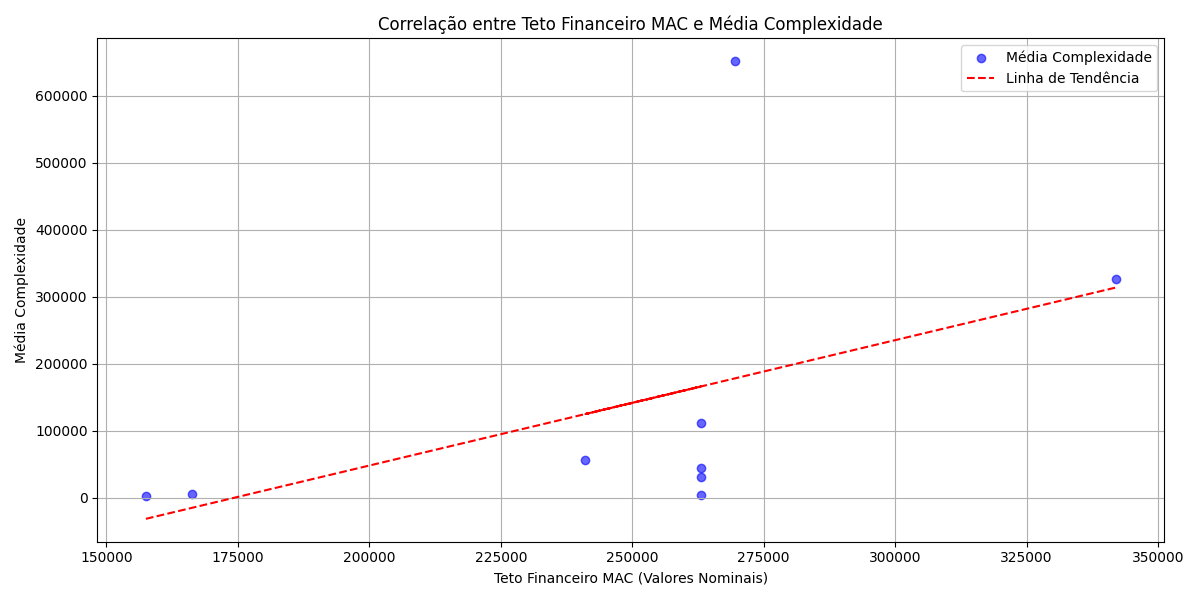 Correlação entre Teto Financeiro MAC e Média Complexidade
Média Complexidade
Linha de Tendência
600000
500000
400000
300000
200000
100000
0
Média Complexidade
150000 175000 200000 225000 250000 275000 300000 325000 350000
Teto Financeiro MAC (Valores Nominais)